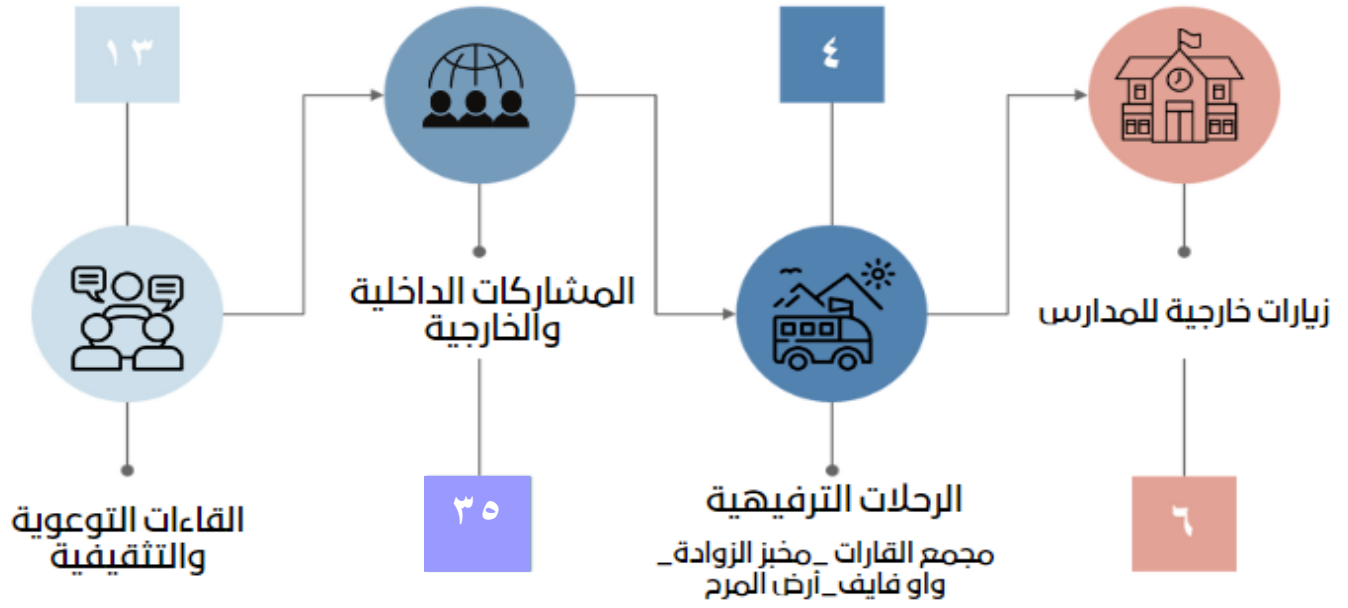 ١٣
القاءات التوعوية
والتثقيفية
المشاركات الداخلية
والخارجية
٣٥
٤
الرحلات الترفيهية
مجمع القارات _مخبز الزوادة_
واو فايف_أرض المرح
زيارات خارجية للمدارس
٦